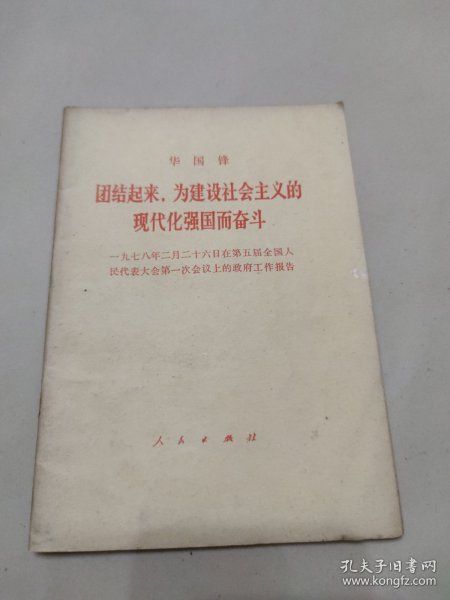 华国锋
团结起来，为建设社会主义的
现代化强国而奋斗
一九七八年二月二十六日在第五届全国人
民代表大会第一次会议上的政府工作报告
人民出版社
孔夫子旧书网
www.kongfz.com